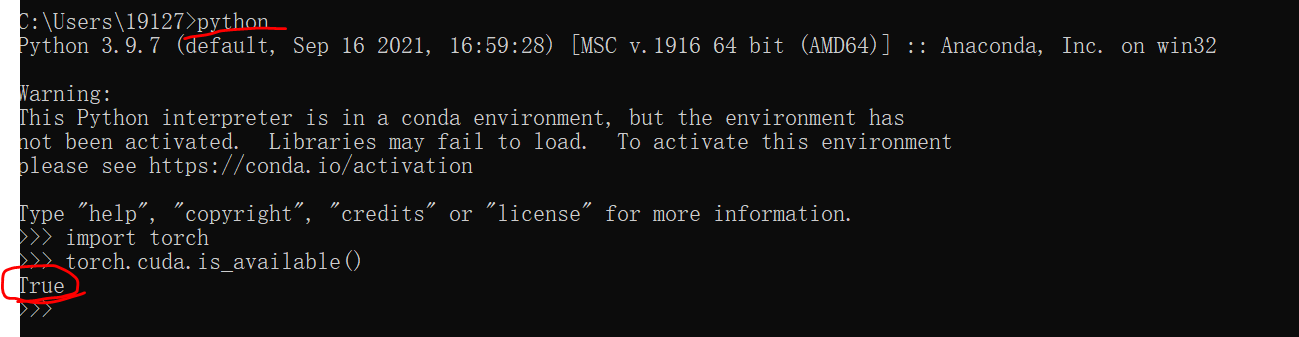 C:\Users\19127>python
Python 3.9.7 (default, Sep 16 2021, 16:59:28) [MSC v.1916 64 bit (AMD64)] :: Anaconda, Inc. on win32
Warning:
This Python interpreter is in a conda environment, but the environment has
not been activated.  Libraries may fail to load.  To activate this environment
please see https://conda.io/activation
Type "help", "copyright", "credits" or "license" for more information.
>>> import torch
>>> torch.cuda.is_available()
True
>>>